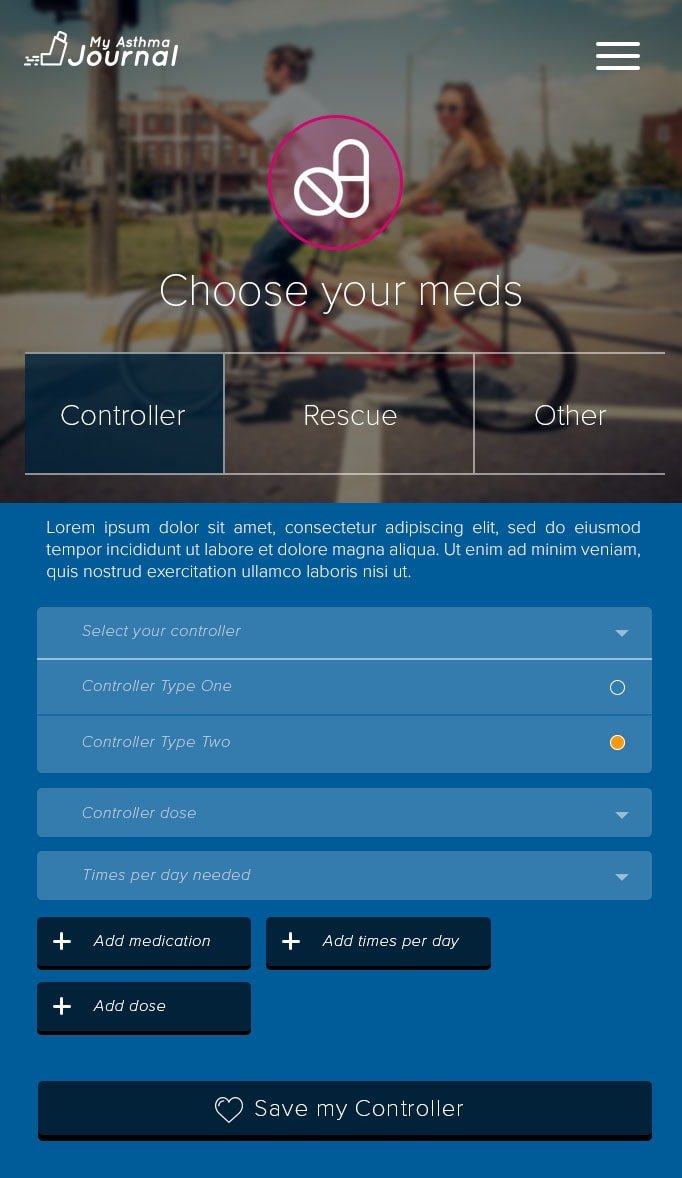 My Asthma
Journal
Choose your meds
Controller
Rescue
Other
Lorem ipsum dolor sit amet, consectetur adipiscing elit, sed do eiusmod
tempor incididunt ut labore et dolore magna aliqua. Ut enim ad minim veniam,
quis nostrud exercitation ullamco laboris nisi ut.
Select your controller
Controller Type One
Controller Type Two
Controller dose
Times per day needed
Add medication
Add times per day
Add dose
Save my Controller